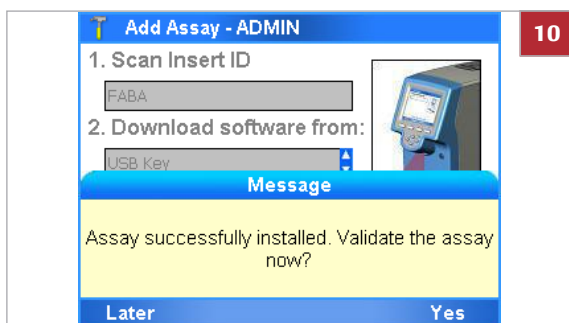 Add Assay - ADMIN
10
1. Scan Insert ID
FABA
2. Download software from:
USB Key
Message
Assay successfully installed. Validate the assay
now?
Later
Yes